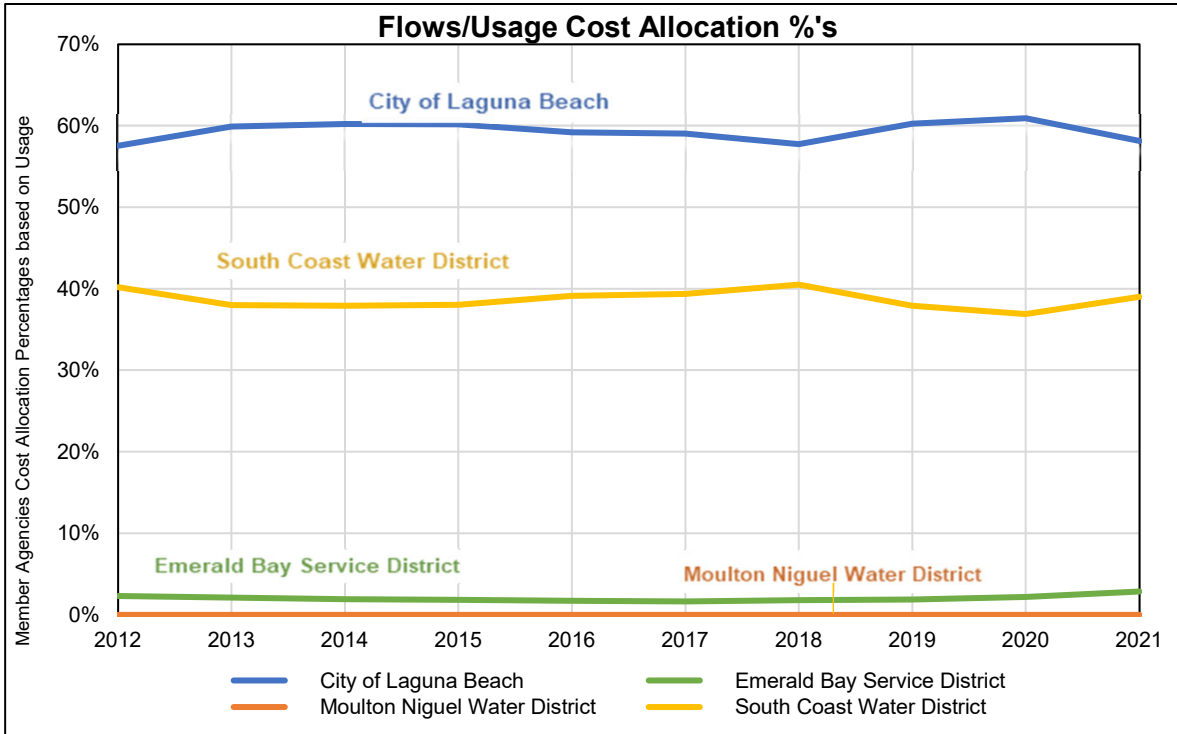 Flows/Usage Cost Allocation %'s
Member Agencies Cost Allocation Percentages based on Usage
70%
60%
50%
40%
30%
20%
10%
0%
City of Laguna Beach
South Coast Water District
Emerald Bay Service District
Moulton Niguel Water District
2012 2013 2014 2015 2016 2017 2018 2019 2020 2021
City of Laguna Beach Emerald Bay Service District
Moulton Niguel Water District South Coast Water District